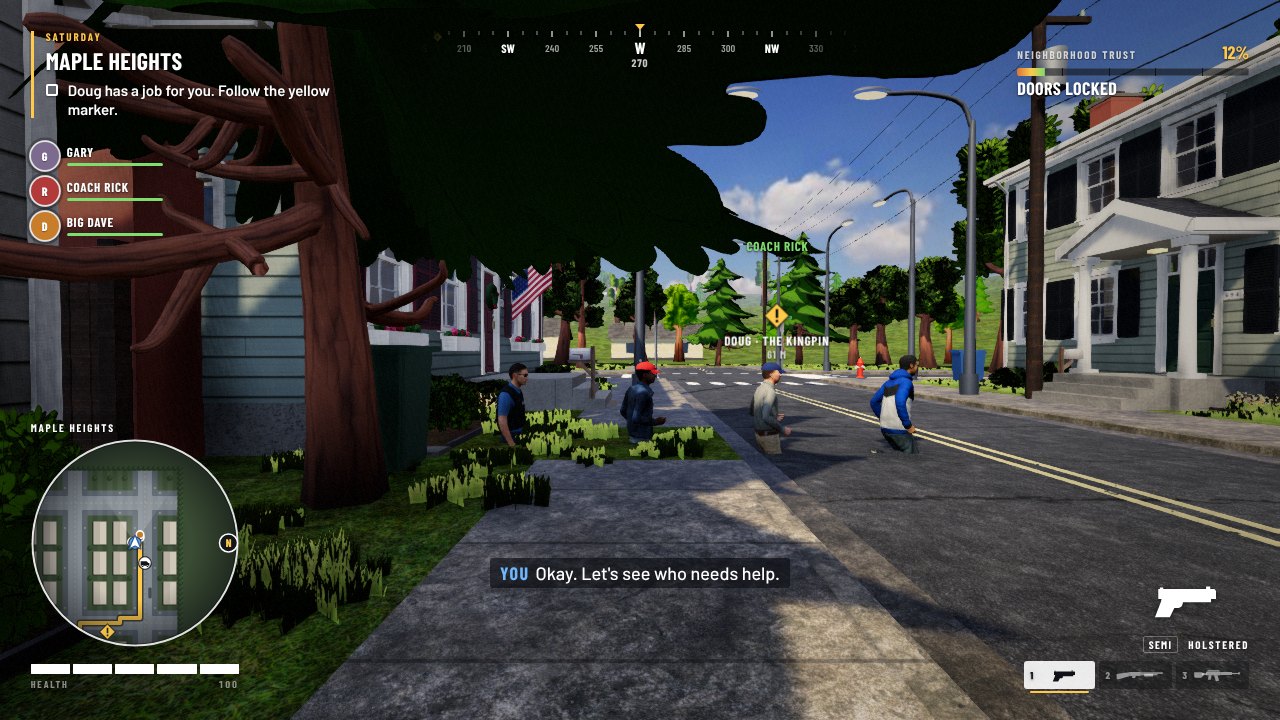 SATURDAY
MAPLE HEIGHTS
Doug has a job for you. Follow the yellow
marker.
G GARY
R COACH RICK
D BIG DAVE
210 SW 240 255 W 285 300 NW 330
270
NEIGHBORHOOD TRUST 12%
DOORS LOCKED
COACH RICK
DOUG - THE KINGPIN
MAPLE HEIGHTS
N
YOU Okay. Let's see who needs help.
HEALTH 100
SEMI HOLSTERED
1 2 3